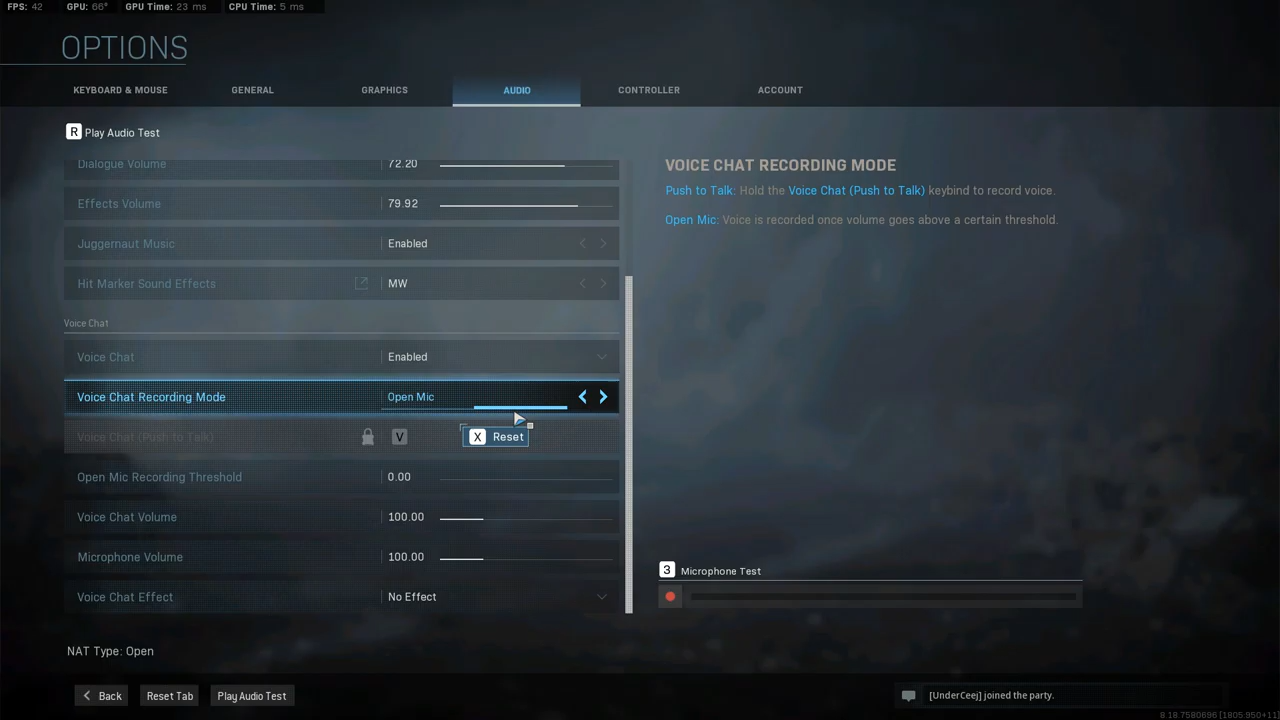 FPS: 42 GPU: 66° GPU Time: 23 ms CPU Time: 5 ms
OPTIONS
KEYBOARD & MOUSE GENERAL GRAPHICS AUDIO CONTROLLER ACCOUNT
R Play Audio Test
Dialogue Volume 72.20
Effects Volume 79.92
Juggernaut Music Enabled
Hit Marker Sound Effects MW
Voice Chat
Voice Chat Enabled
Voice Chat Recording Mode Open Mic
Voice Chat (Push to Talk) V X Reset
Open Mic Recording Threshold 0.00
Voice Chat Volume 100.00
Microphone Volume 100.00
Voice Chat Effect No Effect
VOICE CHAT RECORDING MODE
Push to Talk: Hold the Voice Chat (Push to Talk) keybind to record voice.
Open Mic: Voice is recorded once volume goes above a certain threshold.
3 Microphone Test
NAT Type: Open
Back Reset Tab Play Audio Test
[UnderCeej] joined the party.
8.18.7580696 [1805:950+11]